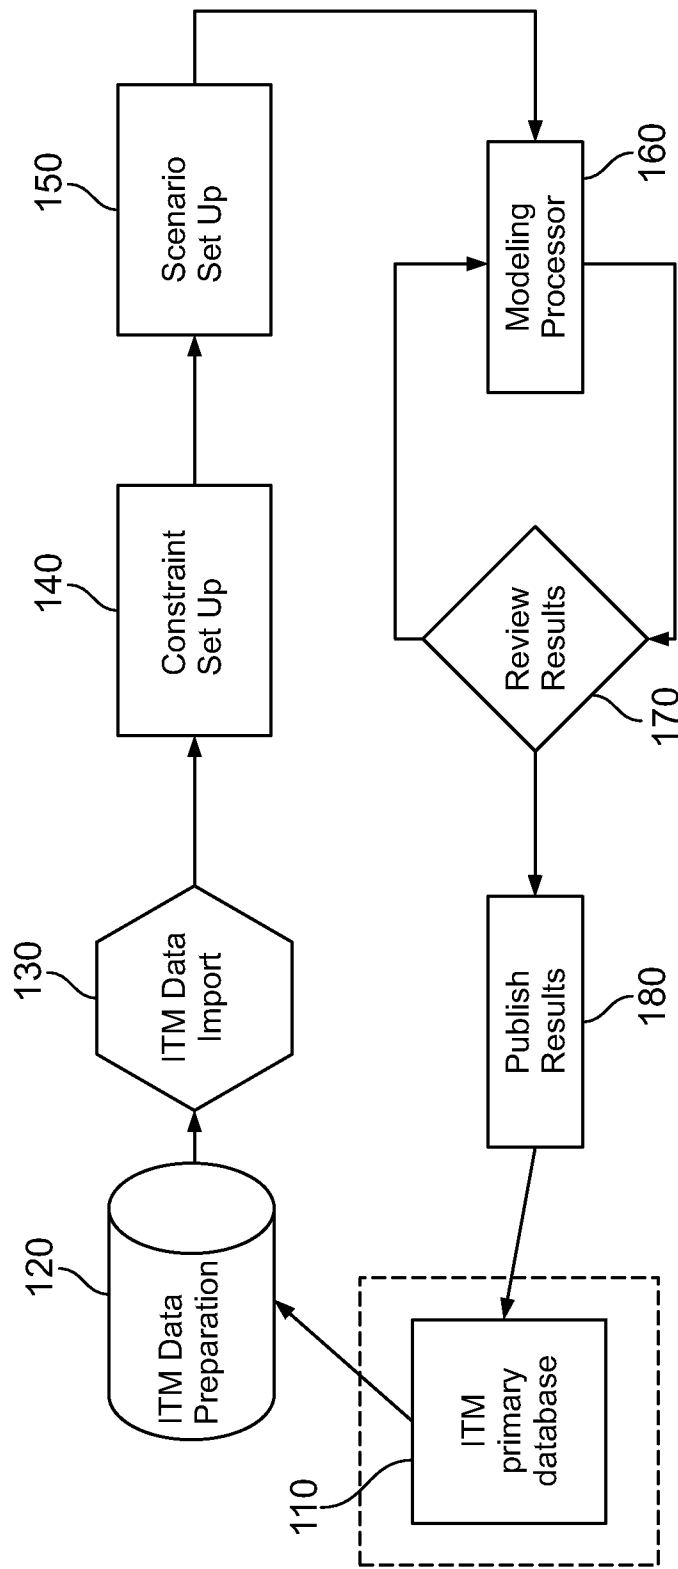 110
ITM
primary
database
120
ITM Data
Preparation
130
ITM Data
Import
140
Constraint
Set Up
150
Scenario
Set Up
160
Modeling
Processor
170
Review
Results
180
Publish
Results